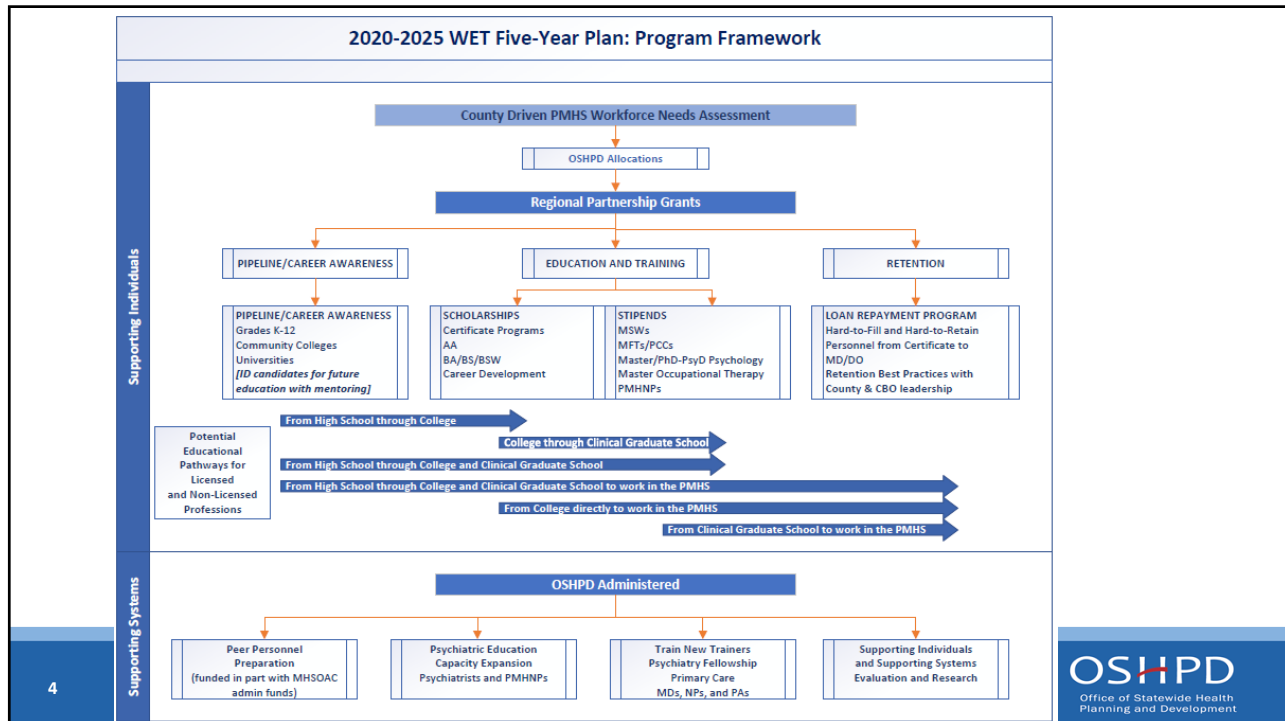 2020-2025 WET Five-Year Plan: Program Framework
Supporting Individuals
County Driven PMHS Workforce Needs Assessment
OSHPD Allocations
Regional Partnership Grants
PIPELINE/CAREER AWARENESS
EDUCATION AND TRAINING
RETENTION
PIPELINE/CAREER AWARENESS
Grades K-12
Community Colleges
Universities
[ID candidates for future
education with mentoring]
SCHOLARSHIPS
Certificate Programs
AA
BA/BS/BSW
Career Development
STIPENDS
MSWs
MFTs/PCCs
Master/PhD-PsyD Psychology
Master Occupational Therapy
PMHNPs
LOAN REPAYMENT PROGRAM
Hard-to-Fill and Hard-to-Retain
Personnel from Certificate to
MD/DO
Retention Best Practices with
County & CBO leadership
Potential
Educational
Pathways for
Licensed
and Non-Licensed
Professions
From High School through College
College through Clinical Graduate School
From High School through College and Clinical Graduate School
From High School through College and Clinical Graduate School to work in the PMHS
From College directly to work in the PMHS
From Clinical Graduate School to work in the PMHS
Supporting Systems
OSHPD Administered
Peer Personnel
Preparation
(funded in part with MHSOAC
admin funds)
Psychiatric Education
Capacity Expansion
Psychiatrists and PMHNPs
Train New Trainers
Psychiatry Fellowship
Primary Care
MDs, NPs, and PAs
Supporting Individuals
and Supporting Systems
Evaluation and Research
4
OSHPD
Office of Statewide Health
Planning and Development